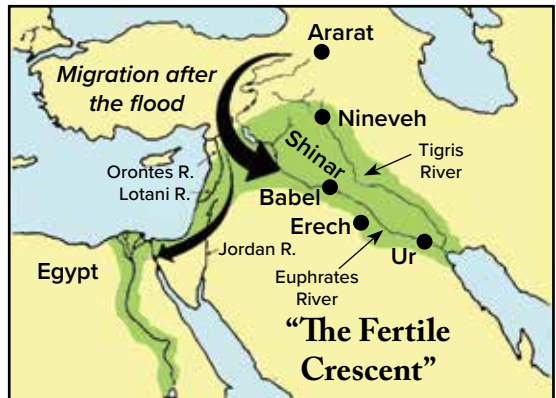 Ararat
Migration after
the flood
Nineveh
Shinar
Tigris
River
Orontes R.
Lotani R.
Babel
Erech
Jordan R.
Ur
Egypt
Euphrates
River
“The Fertile
Crescent”